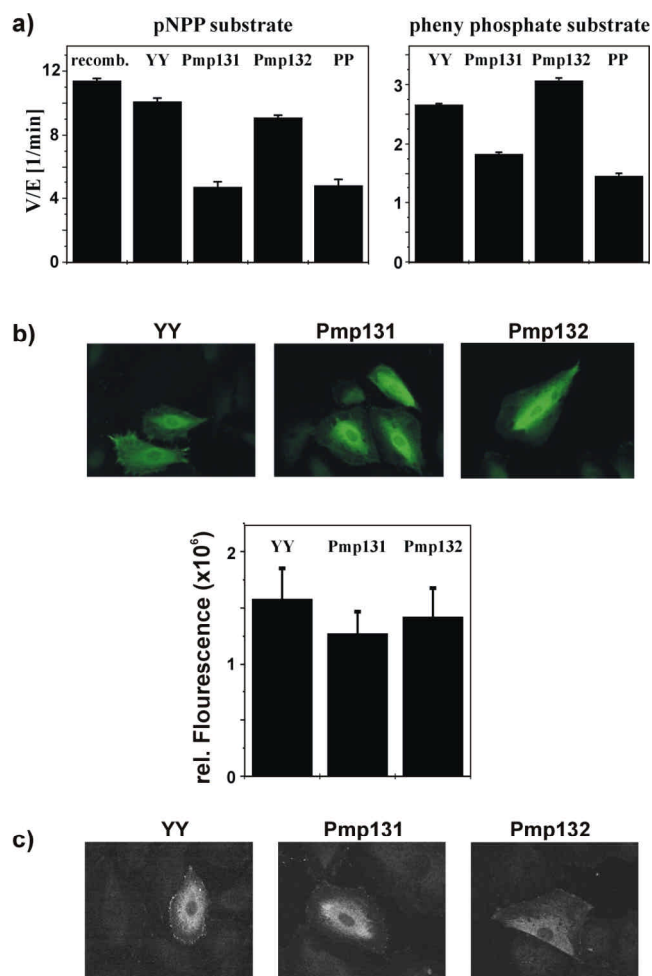 a)
pNPP substrate
pheny phosphate substrate
recomb. YY Pmp131 Pmp132 PP
YY Pmp131 Pmp132 PP
V/E [1/min]
12
8
4
0
3
2
1
0
b)
YY
Pmp131
Pmp132
rel. Flourescence (x10⁶)
YY Pmp131 Pmp132
2
1
0
c)
YY
Pmp131
Pmp132